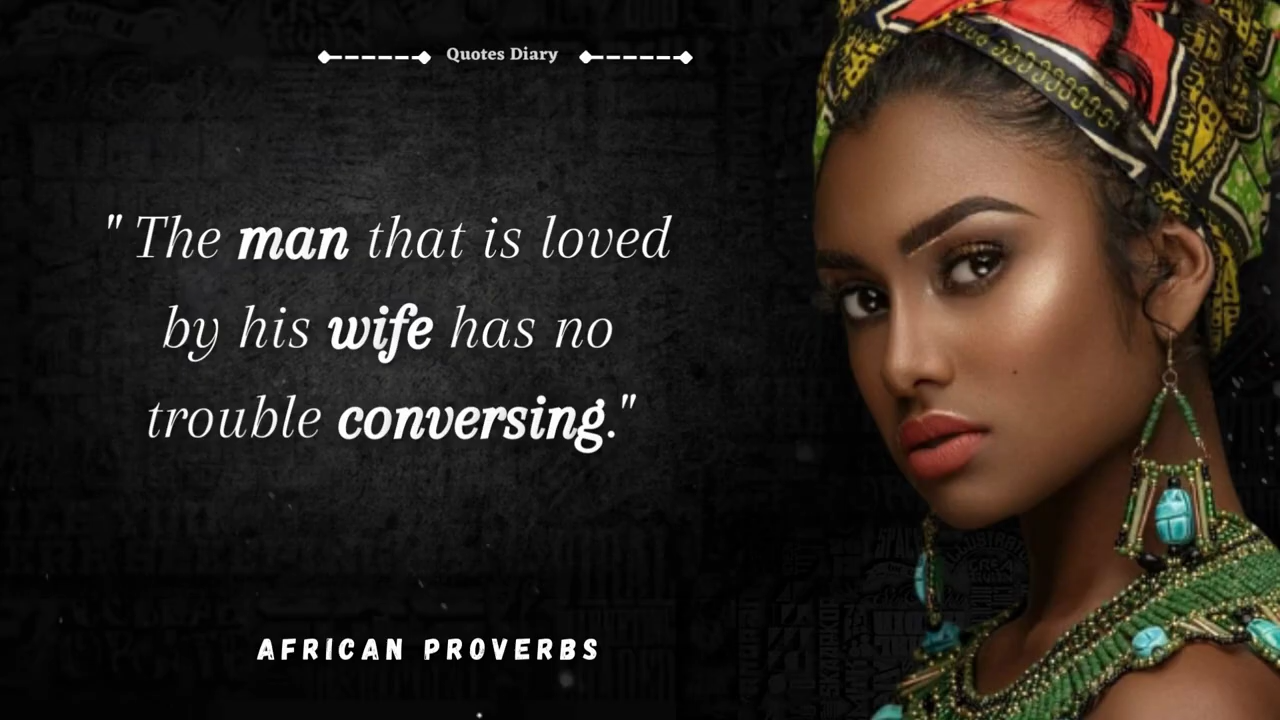 Quotes Diary
" The man that is loved
by his wife has no
trouble conversing."
AFRICAN PROVERBS